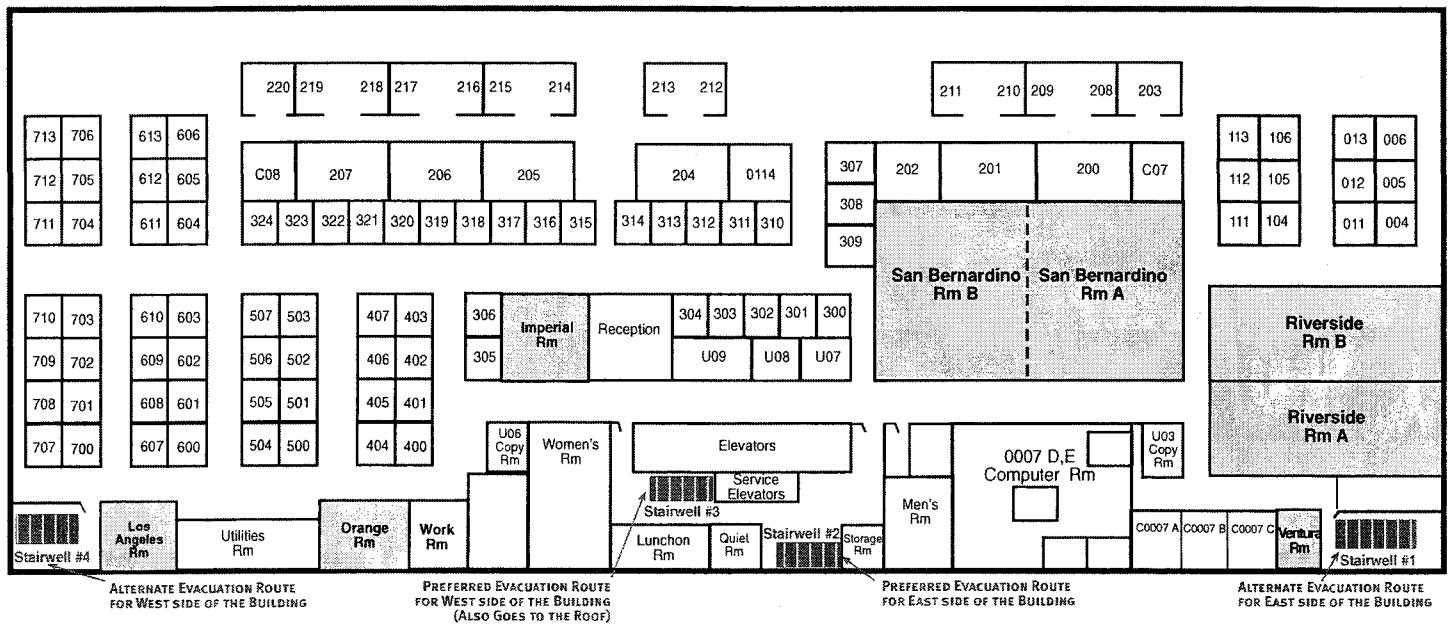 220 219 218 217 216 215 214 213 212 211 210 209 208 203
713 706 613 606 113 106 013 006
712 705 612 605 C08 207 206 205 204 0114 307 202 201 200 C07 112 105 012 005
711 704 611 604 324 323 322 321 320 319 318 317 316 315 314 313 312 311 310 308 111 104 011 004
309
San Bernardino
Rm B
San Bernardino
Rm A
710 703 610 603 507 503 407 403 306 304 303 302 301 300
Imperial
Rm
Reception
Riverside
Rm B
709 702 609 602 506 502 406 402 305 U09 U08 U07
708 701 608 601 505 501 405 401
Riverside
Rm A
707 700 607 600 504 500 404 400
U06
Copy
Rm
Women's
Rm
Elevators
0007 D,E
Computer Rm
U03
Copy
Rm
Service
Elevators
Stairwell #3
Men's
Rm
Los
Angeles
Rm
Utilities
Rm
Orange
Rm
Work
Rm
Lunchon
Rm
Quiet
Rm
Stairwell #2
Storage
Rm
C0007 A C0007 B C0007 C
Ventura
Rm
Stairwell #4
Stairwell #1
ALTERNATE EVACUATION ROUTE
FOR WEST SIDE OF THE BUILDING
PREFERRED EVACUATION ROUTE
FOR WEST SIDE OF THE BUILDING
(ALSO GOES TO THE ROOF)
PREFERRED EVACUATION ROUTE
FOR EAST SIDE OF THE BUILDING
ALTERNATE EVACUATION ROUTE
FOR EAST SIDE OF THE BUILDING